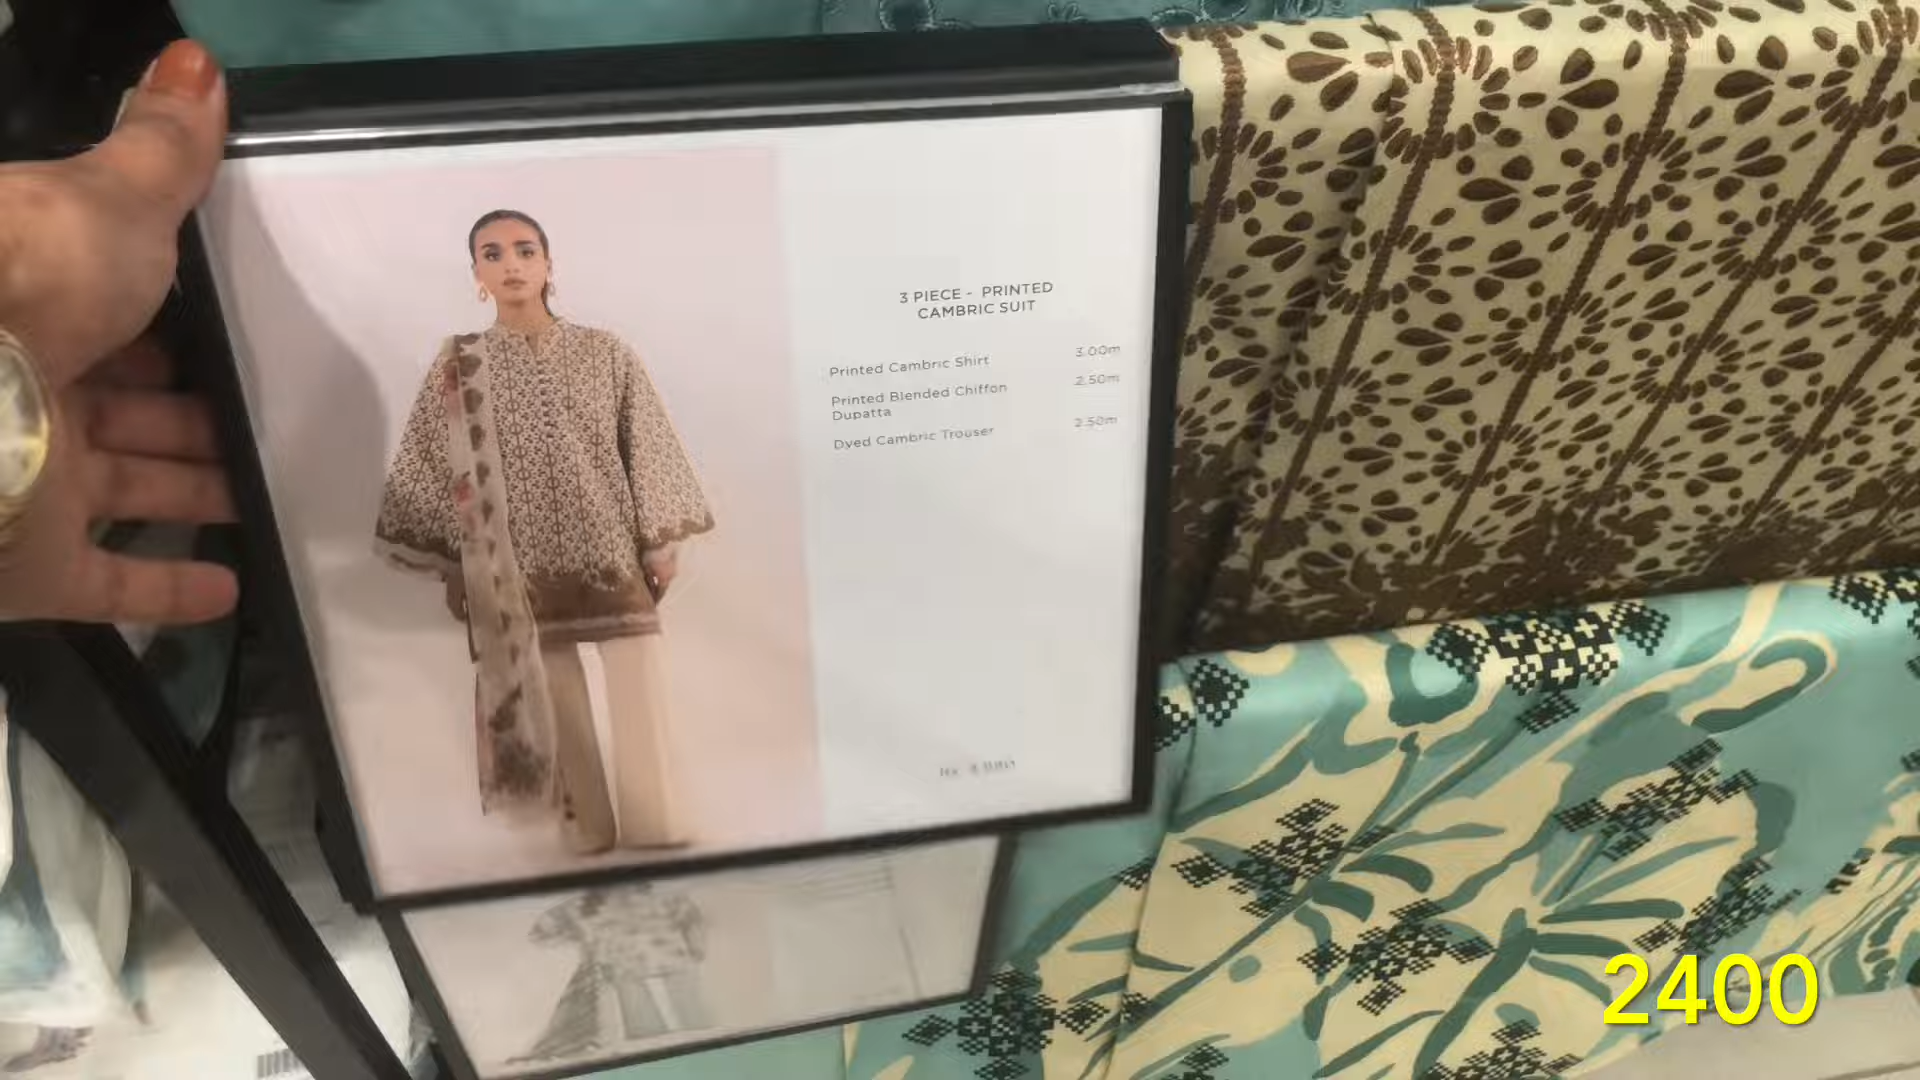 3 PIECE - PRINTED
CAMBRIC SUIT
Printed Cambric Shirt 3.00m
Printed Blended Chiffon
Dupatta 2.50m
Dyed Cambric Trouser 2.50m
2400